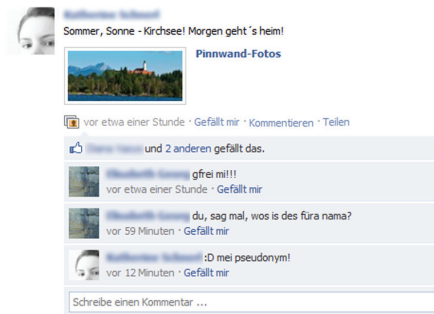 Sommer, Sonne - Kirchsee! Morgen geht´s heim!
Pinnwand-Fotos
vor etwa einer Stunde · Gefällt mir · Kommentieren · Teilen
und 2 anderen gefällt das.
gfrei mi!!!
vor etwa einer Stunde · Gefällt mir
du, sag mal, wos is des füra nama?
vor 59 Minuten · Gefällt mir
:D mei pseudonym!
vor 12 Minuten · Gefällt mir
Schreibe einen Kommentar ...